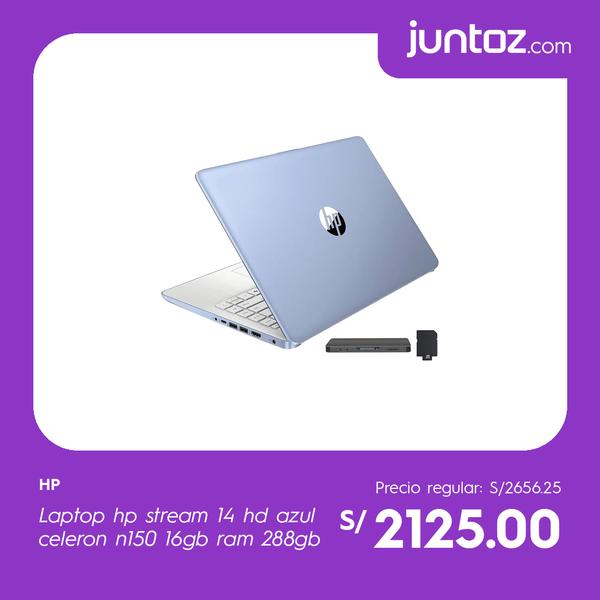 juntoz.com
hp
HP
Laptop hp stream 14 hd azul
celeron n150 16gb ram 288gb
Precio regular: S/2656.25
S/ 2125.00